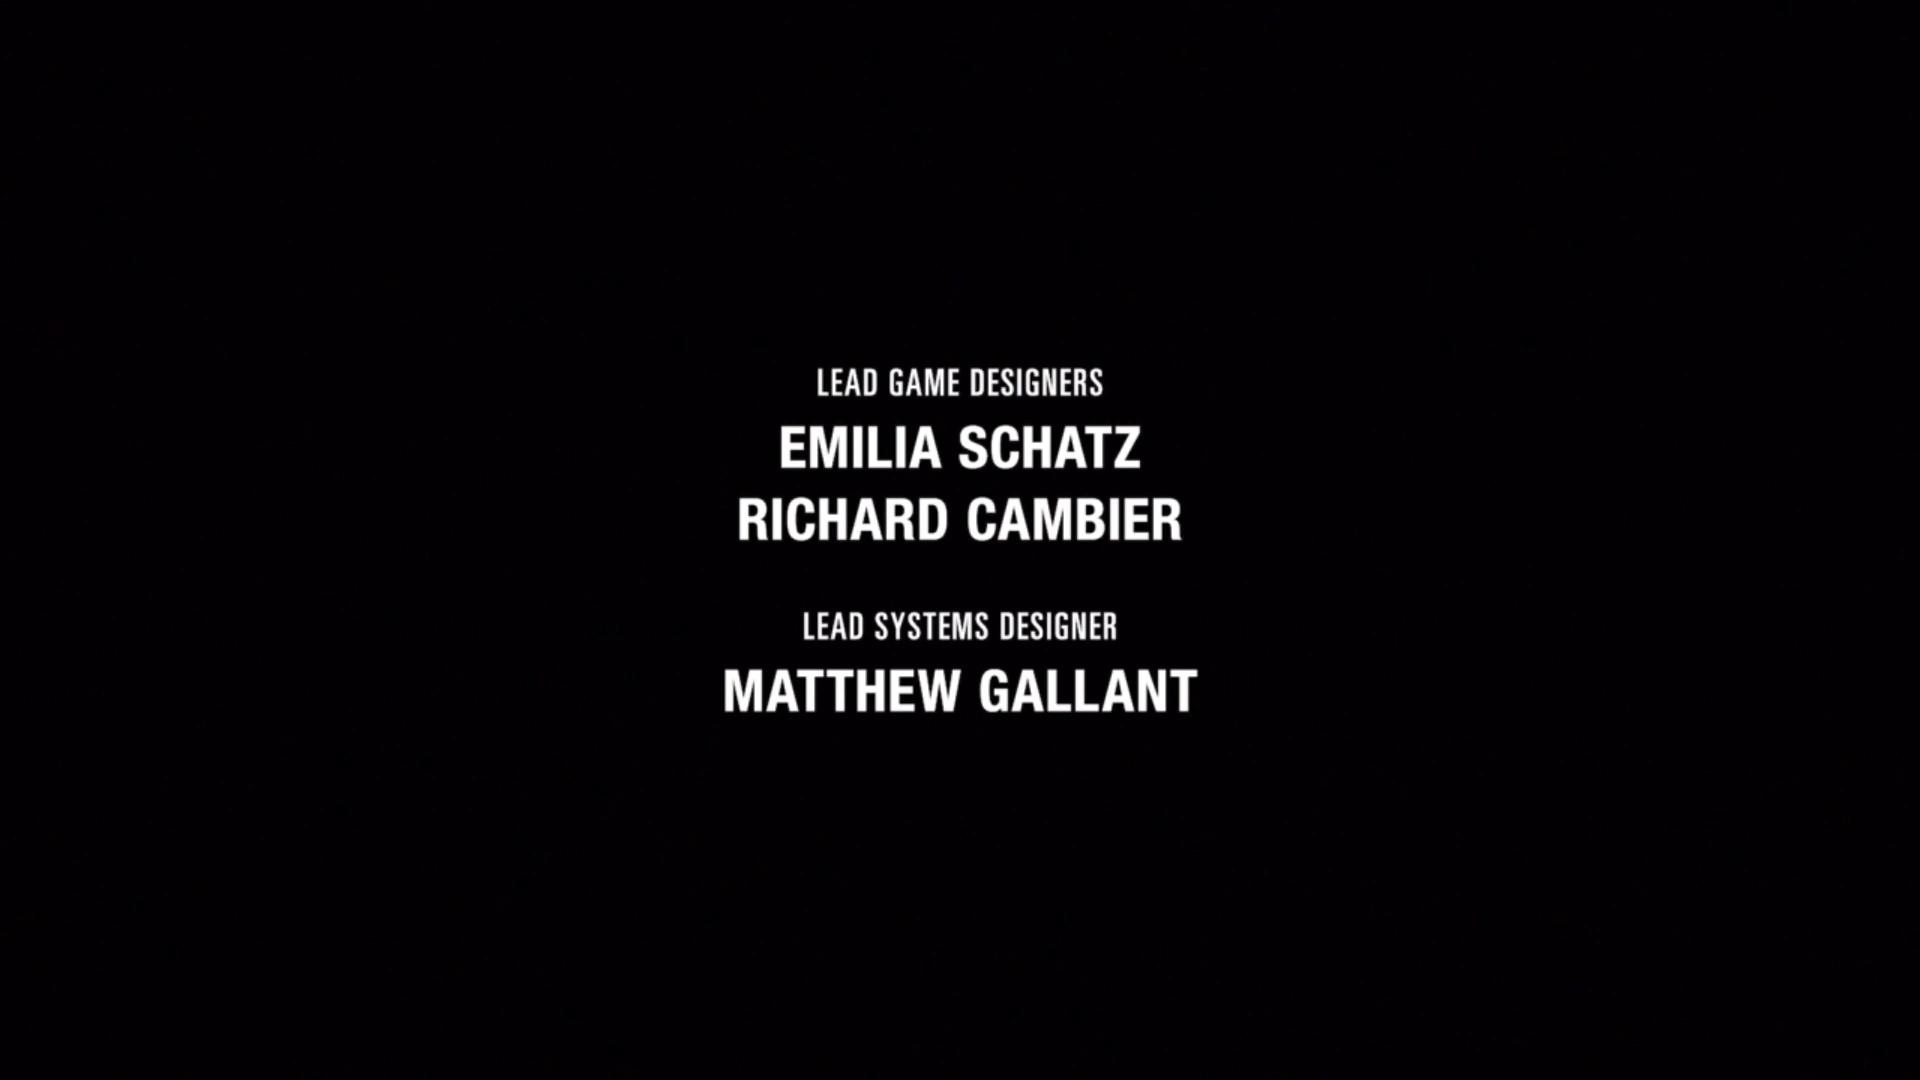 LEAD GAME DESIGNERS
EMILIA SCHATZ
RICHARD CAMBIER
LEAD SYSTEMS DESIGNER
MATTHEW GALLANT